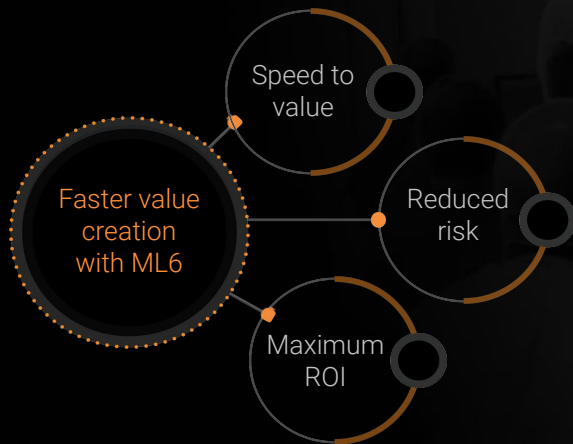 Speed to
value
Faster value
creation
with ML6
Reduced
risk
Maximum
ROI